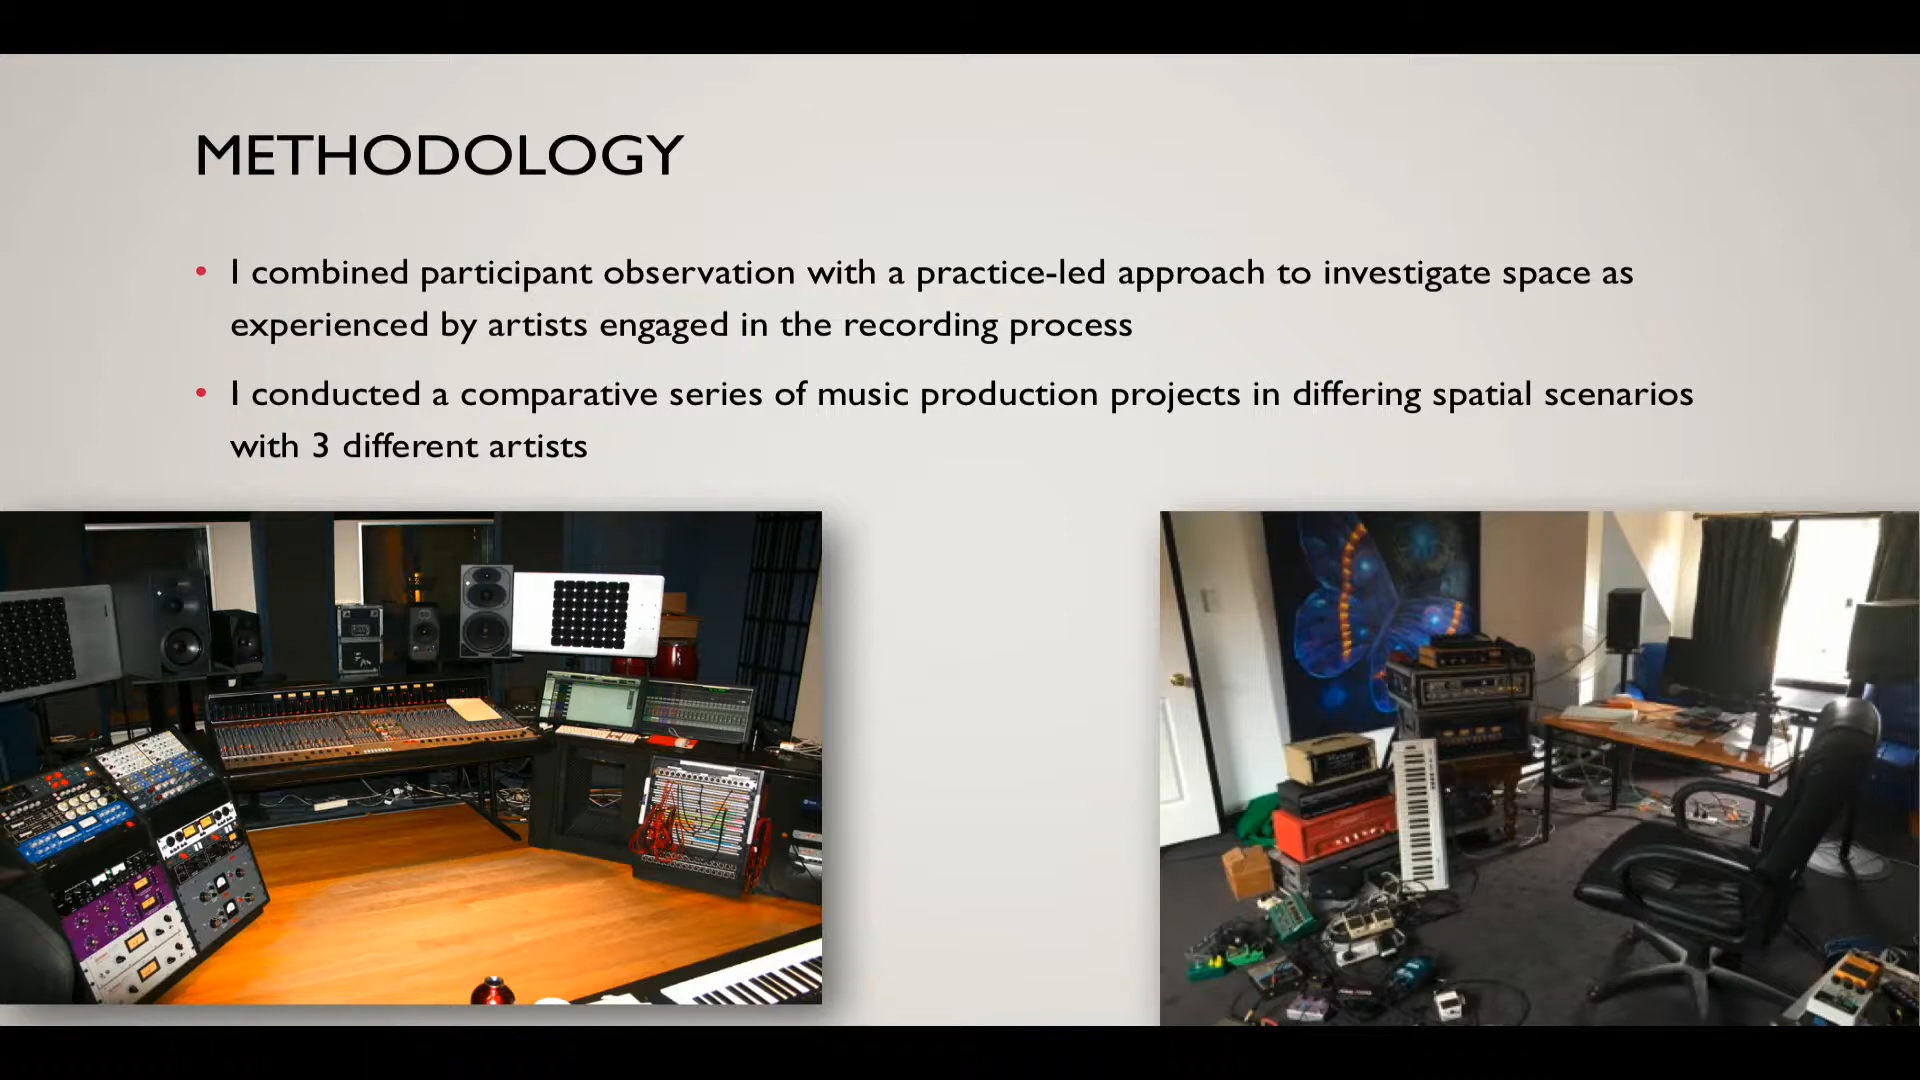 METHODOLOGY
• I combined participant observation with a practice-led approach to investigate space as
experienced by artists engaged in the recording process
• I conducted a comparative series of music production projects in differing spatial scenarios
with 3 different artists